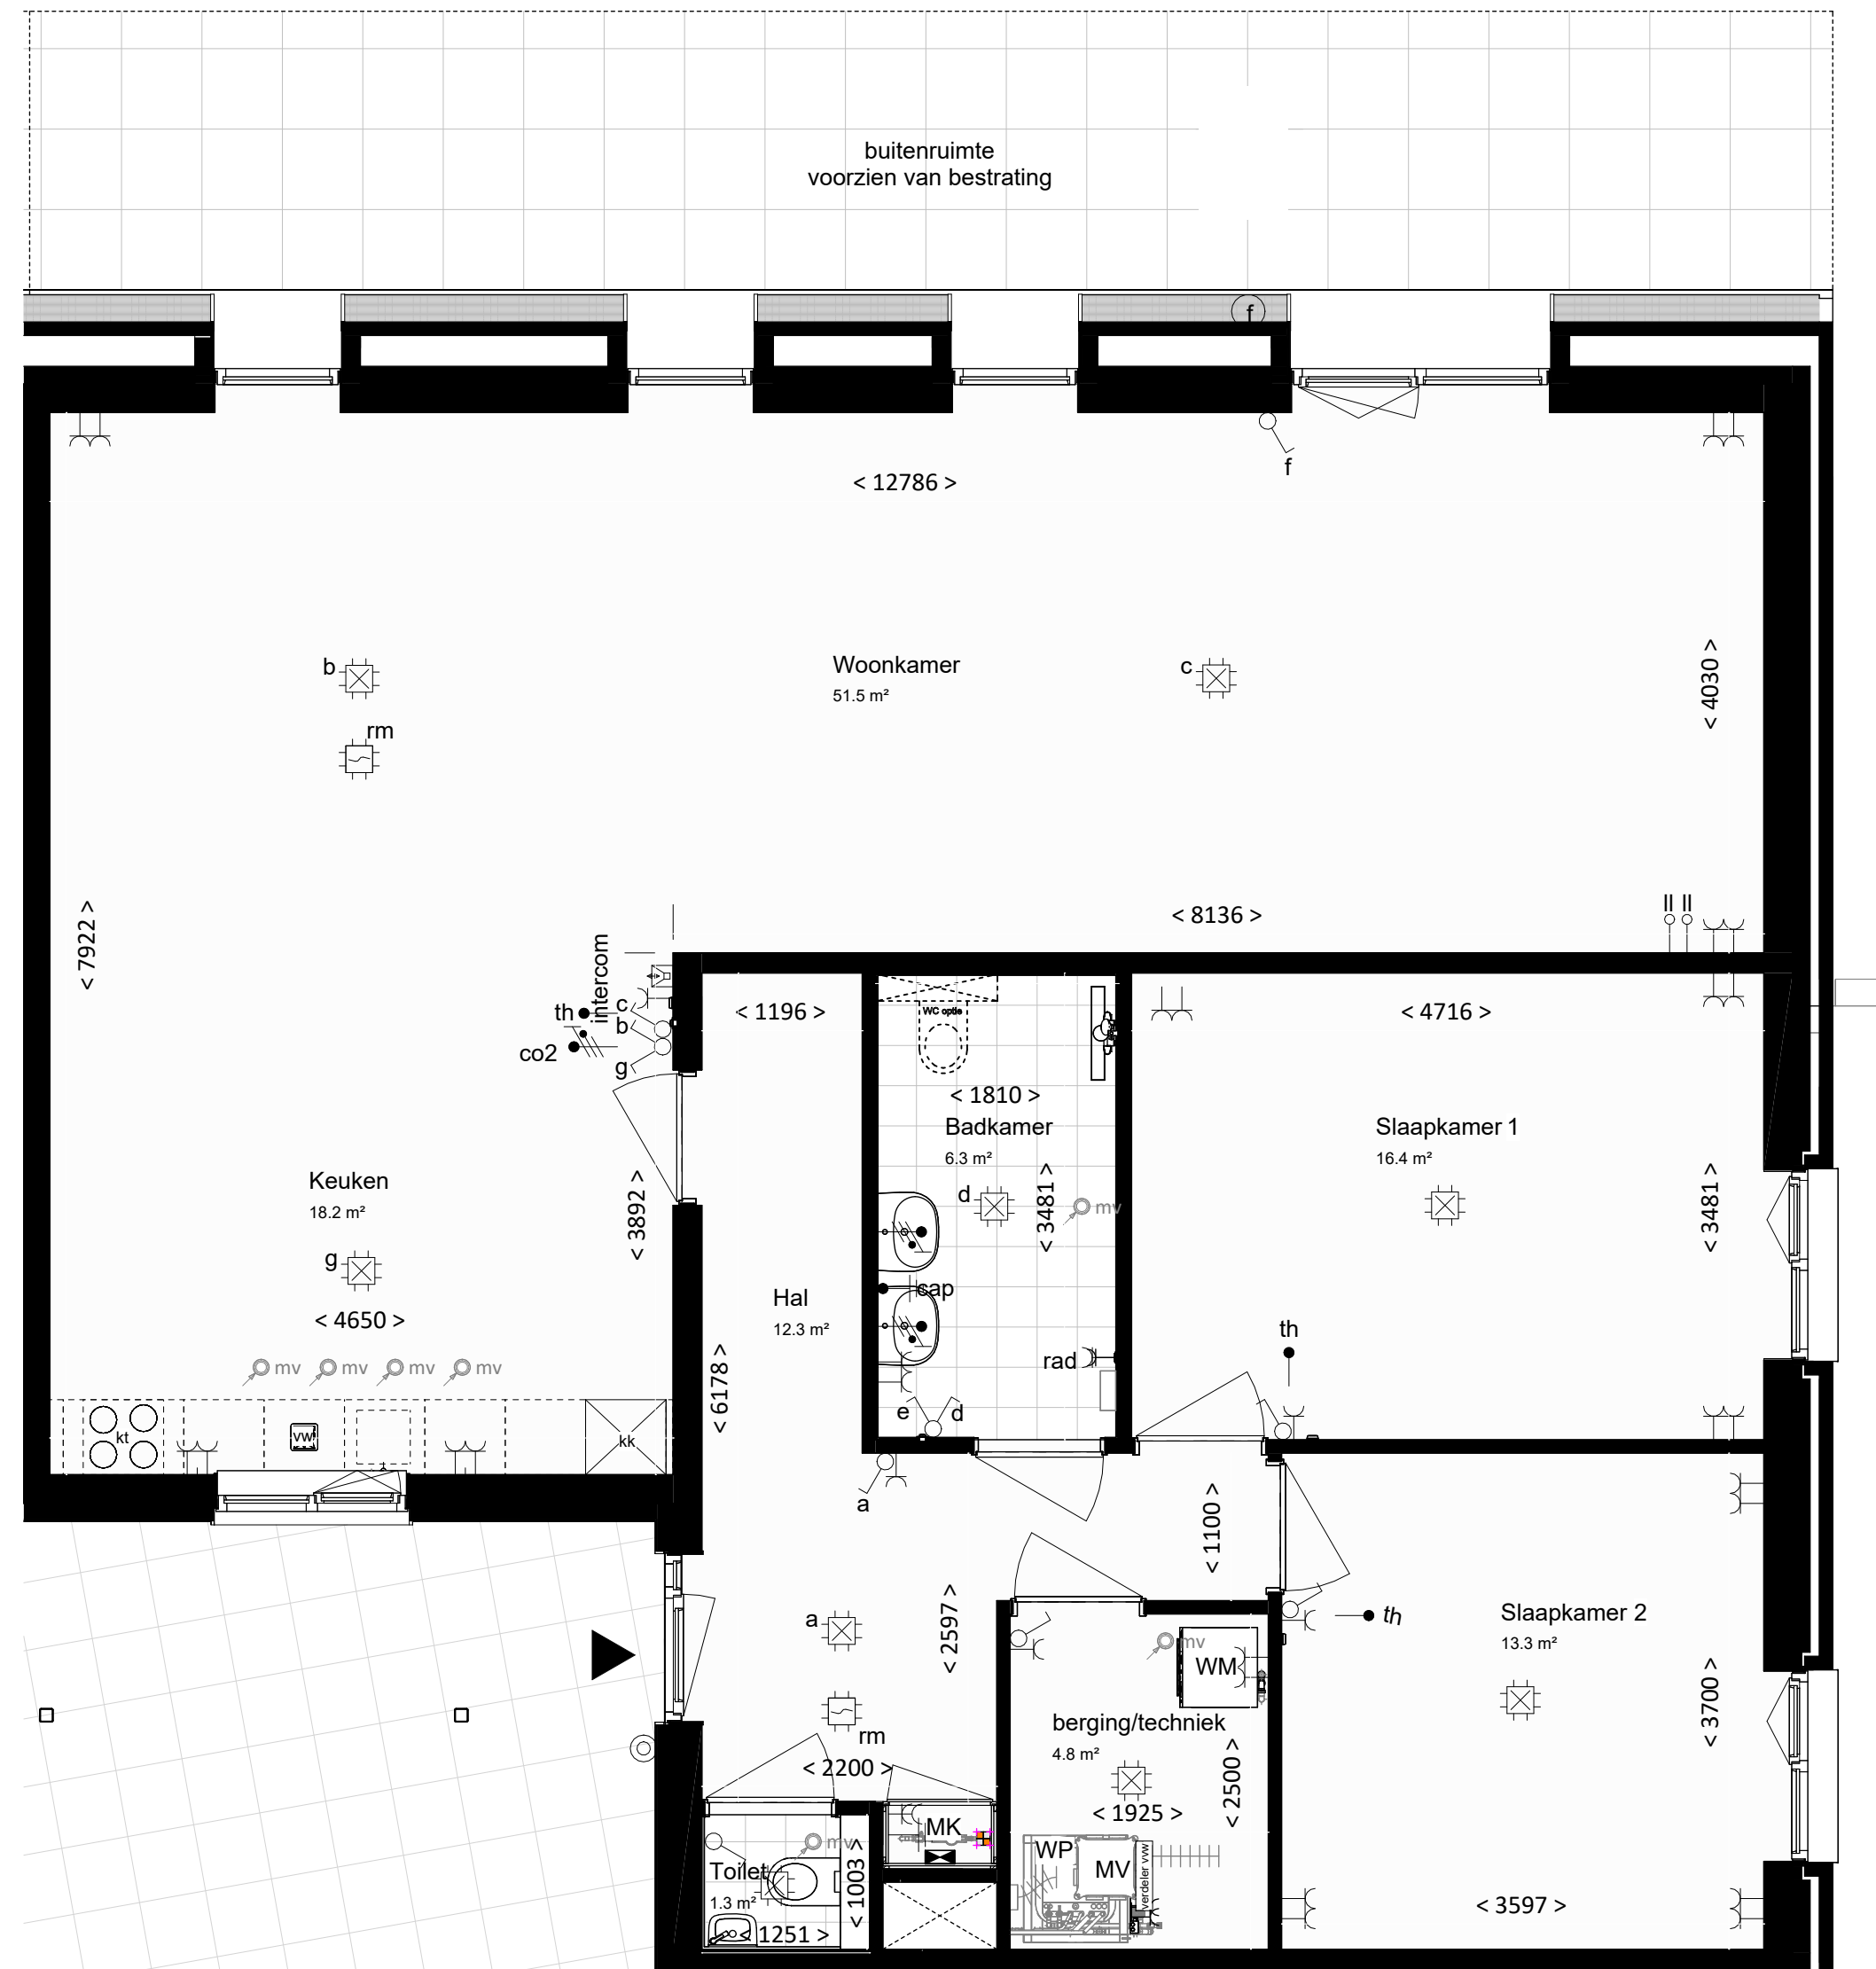 buitenruimte
voorzien van bestrating
f
f
< 12786 >
b
Woonkamer
51.5 m²
c
< 4030 >
rm
< 7922 >
< 8136 >
intercom
th
c
b
co2
g
< 1196 >
WC optie
< 4716 >
< 1810 >
Badkamer
6.3 m²
Slaapkamer 1
16.4 m²
Keuken
18.2 m²
< 3892 >
d
< 3481 >
mv
< 3481 >
g
cap
Hal
12.3 m²
< 4650 >
th
mv
mv
mv
mv
rad
< 6178 >
e
d
kt
vw
kk
a
< 1100 >
a
< 2597 >
th
Slaapkamer 2
13.3 m²
mv
WM
rm
berging/techniek
4.8 m²
< 3700 >
< 2200 >
< 2500 >
< 1925 >
MK
mv
WP
MV
verdeler vvw
Toilet
1.3 m²
< 1003 >
< 1251 >
< 3597 >